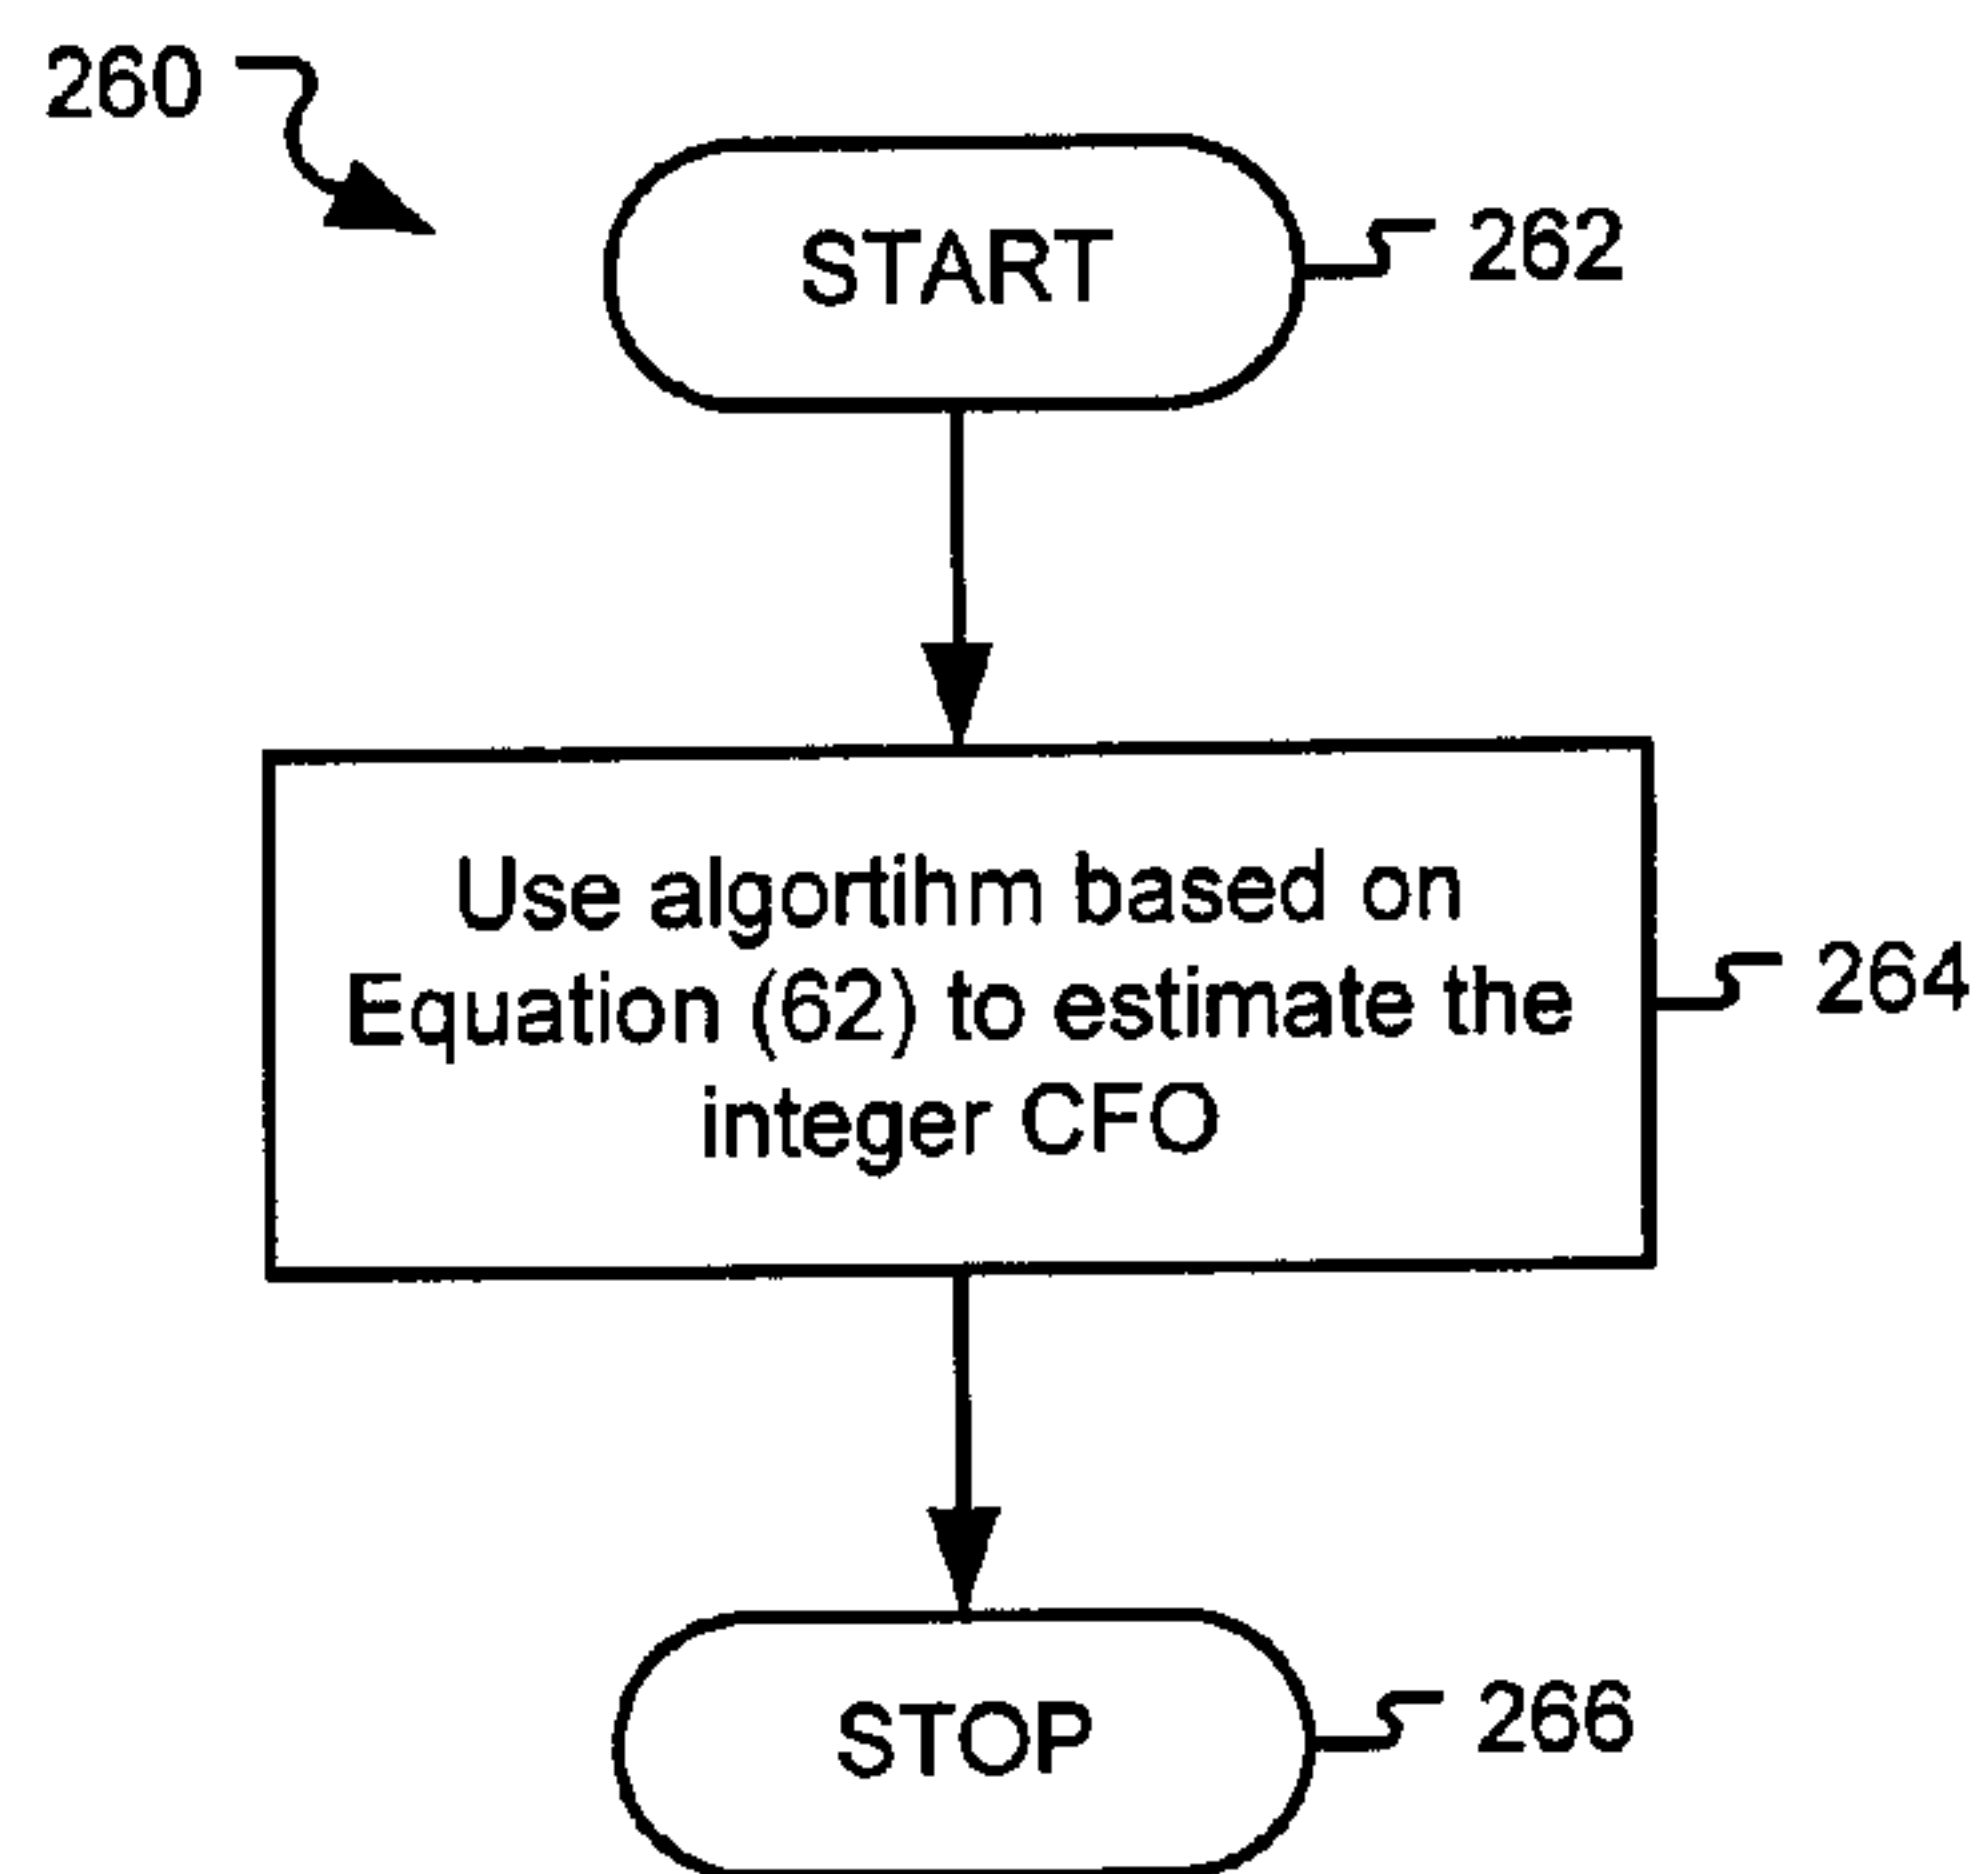 260
START
262
Use algortihm based on
Equation (62) to estimate the
integer CFO
264
STOP
266